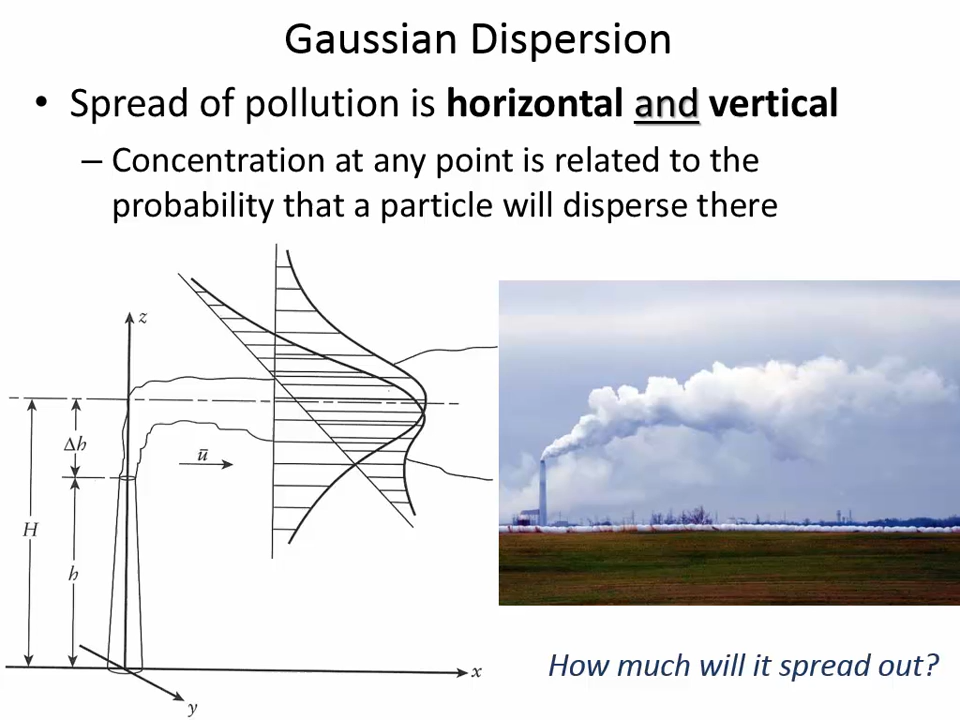 Gaussian Dispersion
• Spread of pollution is horizontal and vertical
– Concentration at any point is related to the
probability that a particle will disperse there
z
Δh
ū
H
h
x
y
How much will it spread out?